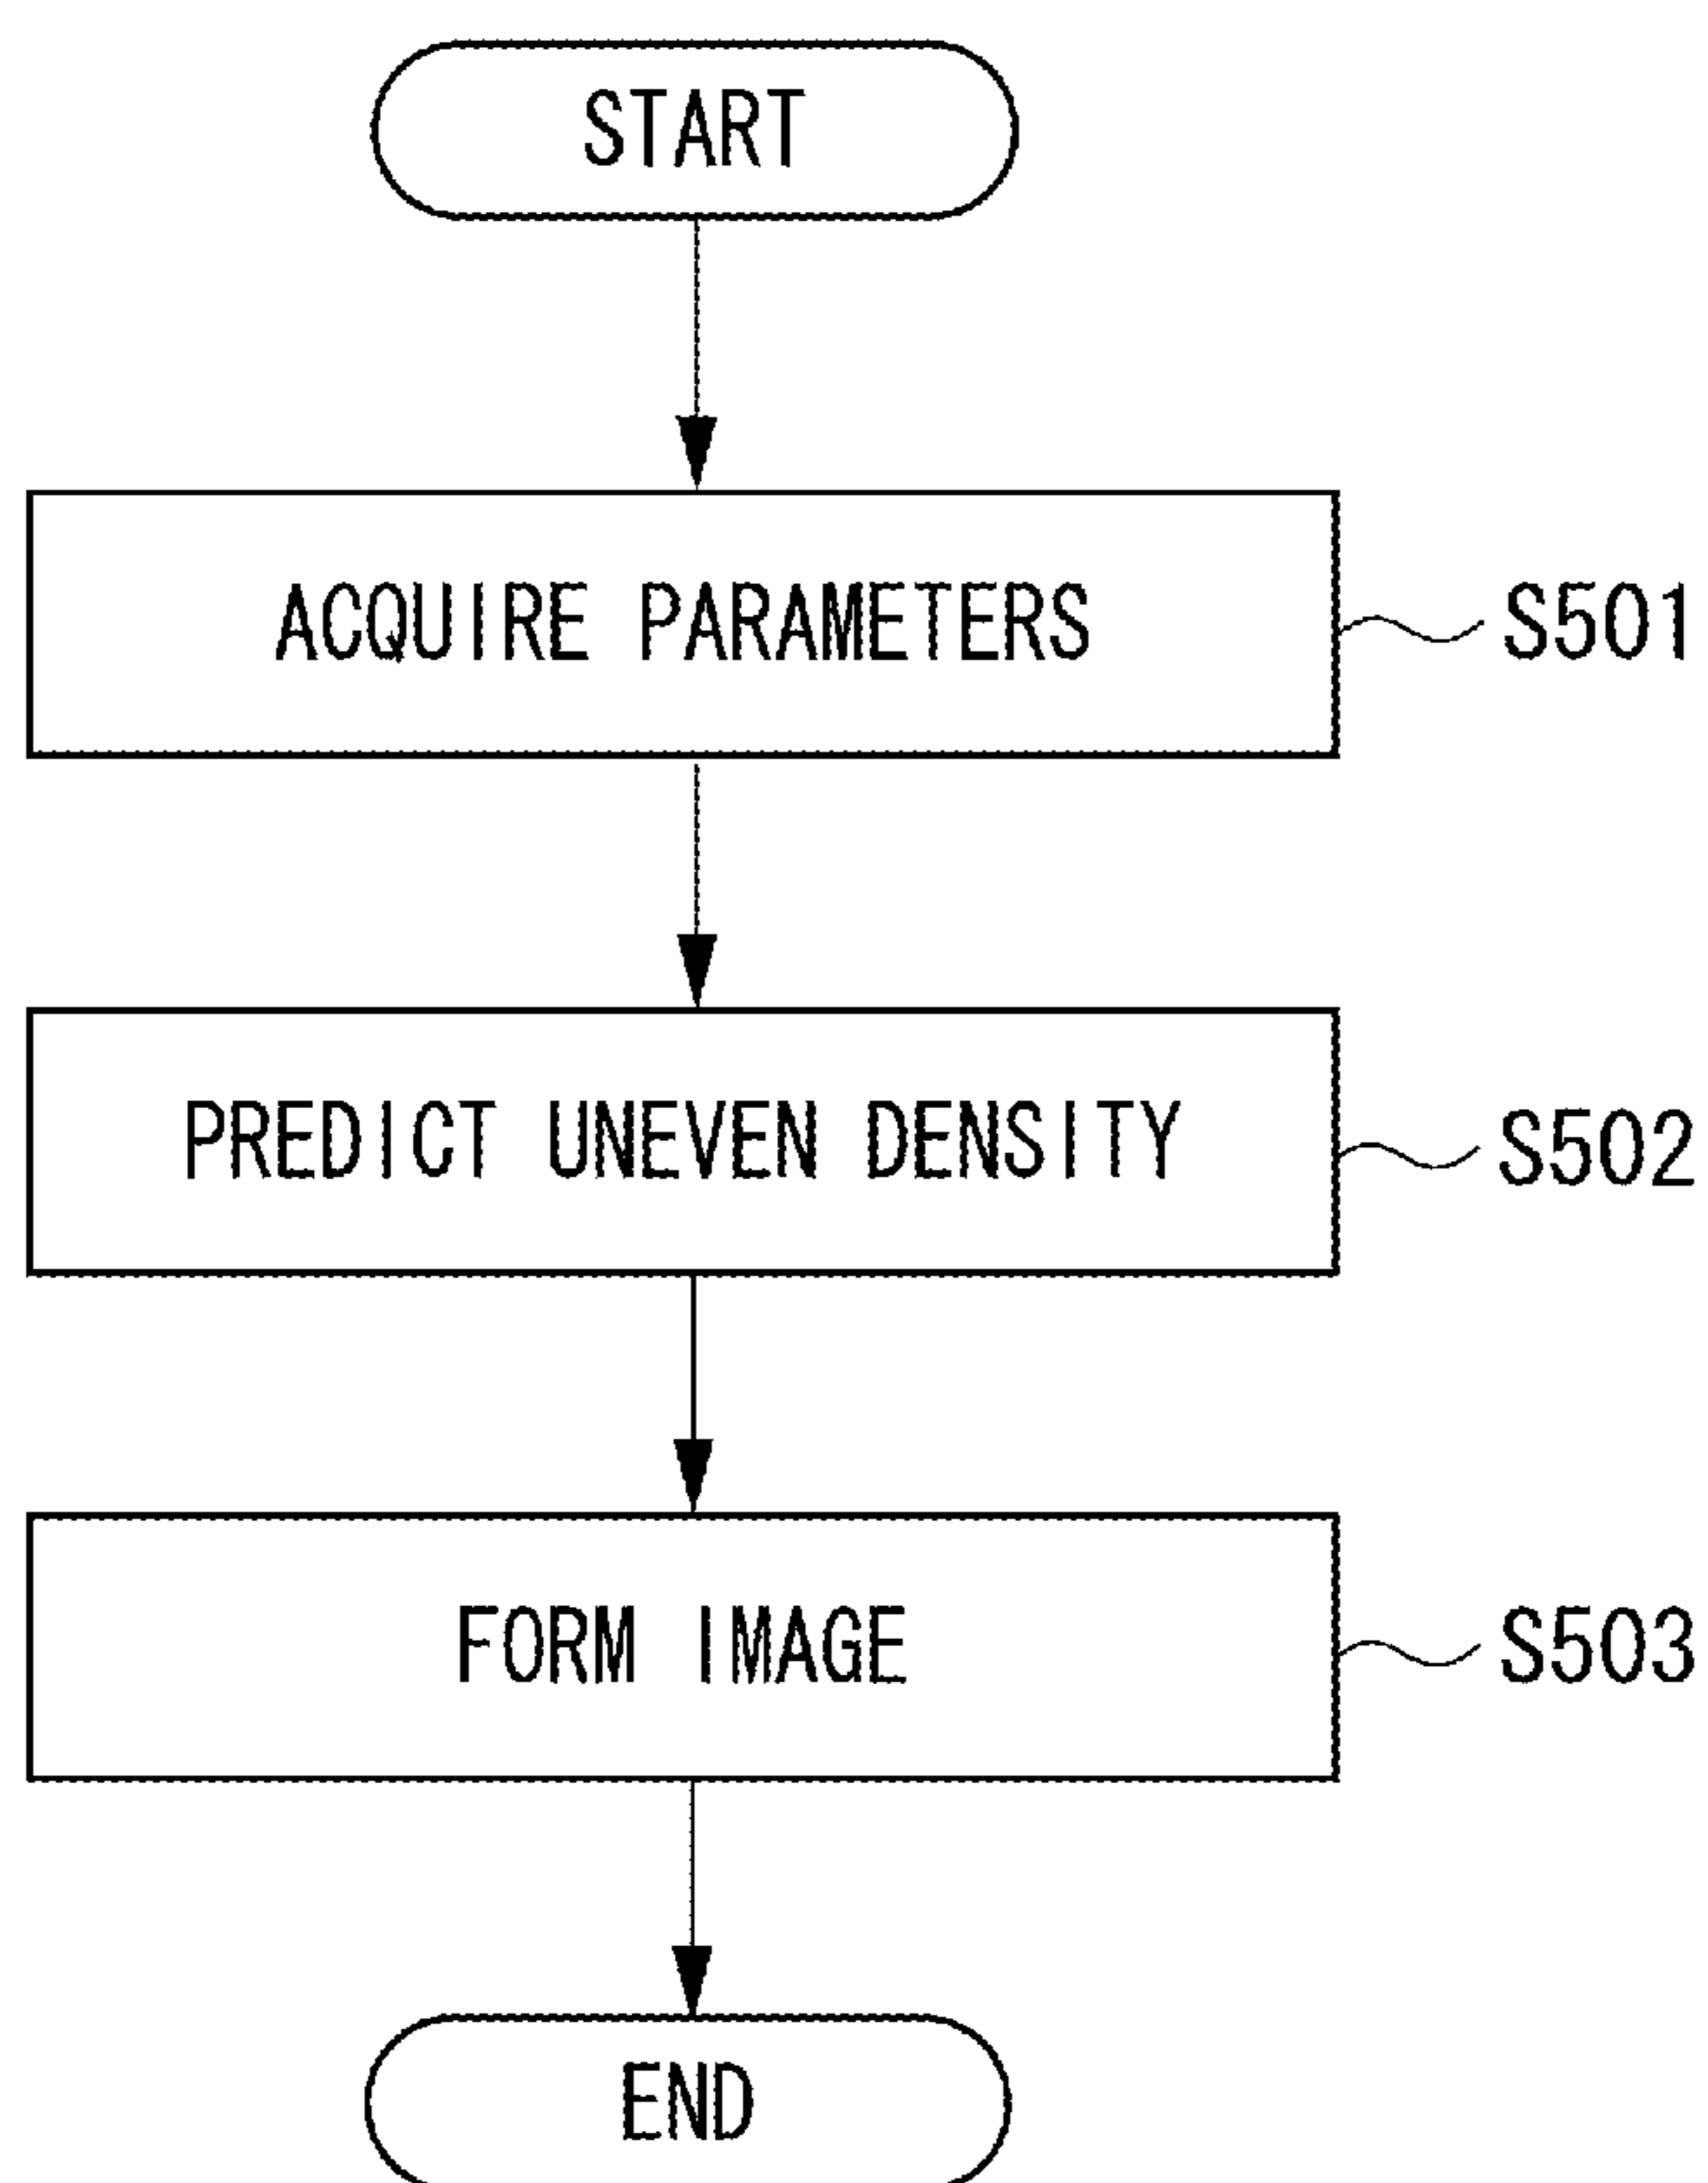 START
ACQUIRE PARAMETERS
S501
PREDICT UNEVEN DENSITY
S502
FORM IMAGE
S503
END